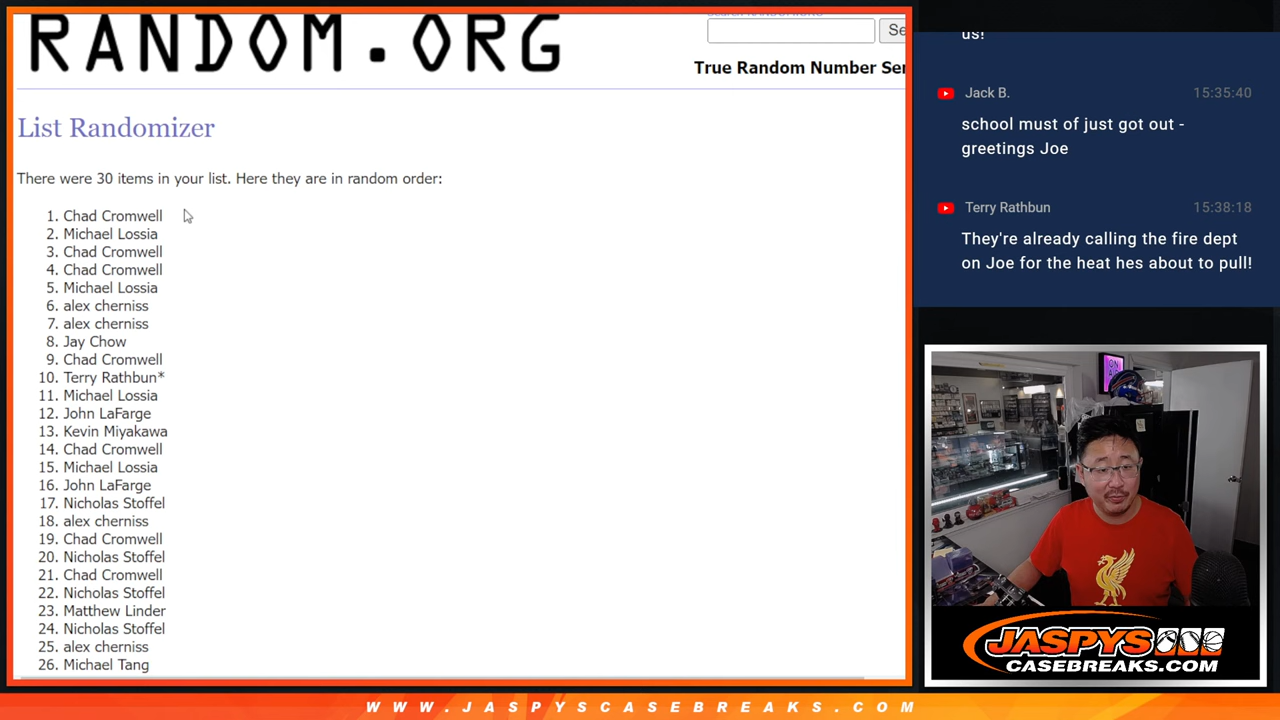 RANDOM.ORG
Se
True Random Number Ser
List Randomizer
There were 30 items in your list. Here they are in random order:
1. Chad Cromwell
2. Michael Lossia
3. Chad Cromwell
4. Chad Cromwell
5. Michael Lossia
6. alex cherniss
7. alex cherniss
8. Jay Chow
9. Chad Cromwell
10. Terry Rathbun*
11. Michael Lossia
12. John LaFarge
13. Kevin Miyakawa
14. Chad Cromwell
15. Michael Lossia
16. John LaFarge
17. Nicholas Stoffel
18. alex cherniss
19. Chad Cromwell
20. Nicholas Stoffel
21. Chad Cromwell
22. Nicholas Stoffel
23. Matthew Linder
24. Nicholas Stoffel
25. alex cherniss
26. Michael Tang
us!
Jack B. 15:35:40
school must of just got out -
greetings Joe
Terry Rathbun 15:38:18
They're already calling the fire dept
on Joe for the heat hes about to pull!
ON
JASPYS
CASEBREAKS.COM
WWW.JASPYSCASEBREAKS.COM